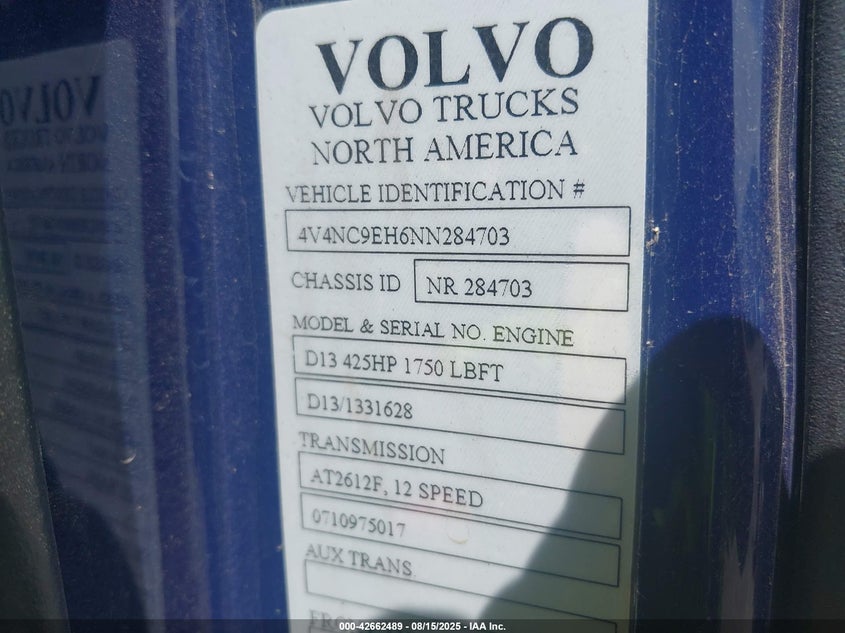 VOLVO
VOLVO TRUCKS
NORTH AMERICA
VEHICLE IDENTIFICATION #
4V4NC9EH6NN284703
CHASSIS ID NR 284703
MODEL & SERIAL NO. ENGINE
D13 425HP 1750 LBFT
D13/1331628
TRANSMISSION
AT2612F, 12 SPEED
0710975017
AUX TRANS.
000-42662489 - 08/15/2025 - IAA Inc.